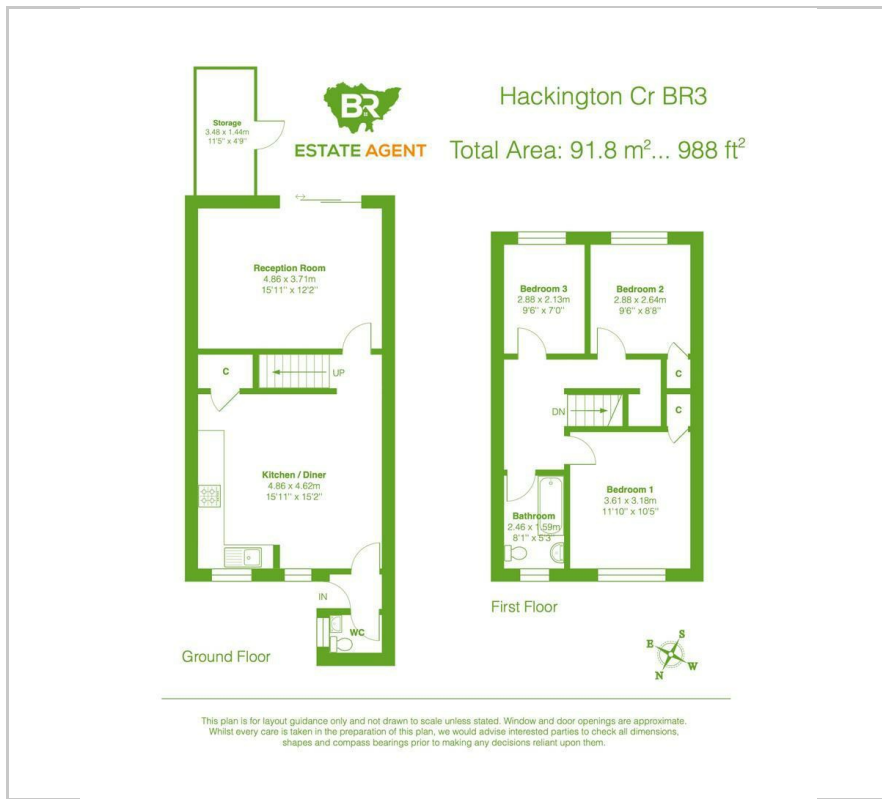 Hackington Cr BR3
Total Area: 91.8 m²... 988 ft²
BR
ESTATE AGENT
Storage
3.48 x 1.44m
11'5" x 4'9"
Reception Room
4.86 x 3.71m
15'11" x 12'2"
C
UP
Kitchen / Diner
4.86 x 4.62m
15'11" x 15'2"
IN
WC
Ground Floor
Bedroom 3
2.88 x 2.13m
9'6" x 7'0"
Bedroom 2
2.88 x 2.64m
9'6" x 8'8"
C
C
DN
Bedroom 1
3.61 x 3.18m
11'10" x 10'5"
Bathroom
2.46 x 1.59m
8'1" x 5'3"
First Floor
S
E
W
N
This plan is for layout guidance only and not drawn to scale unless stated. Window and door openings are approximate.
Whilst every care is taken in the preparation of this plan, we would advise interested parties to check all dimensions,
shapes and compass bearings prior to making any decisions reliant upon them.